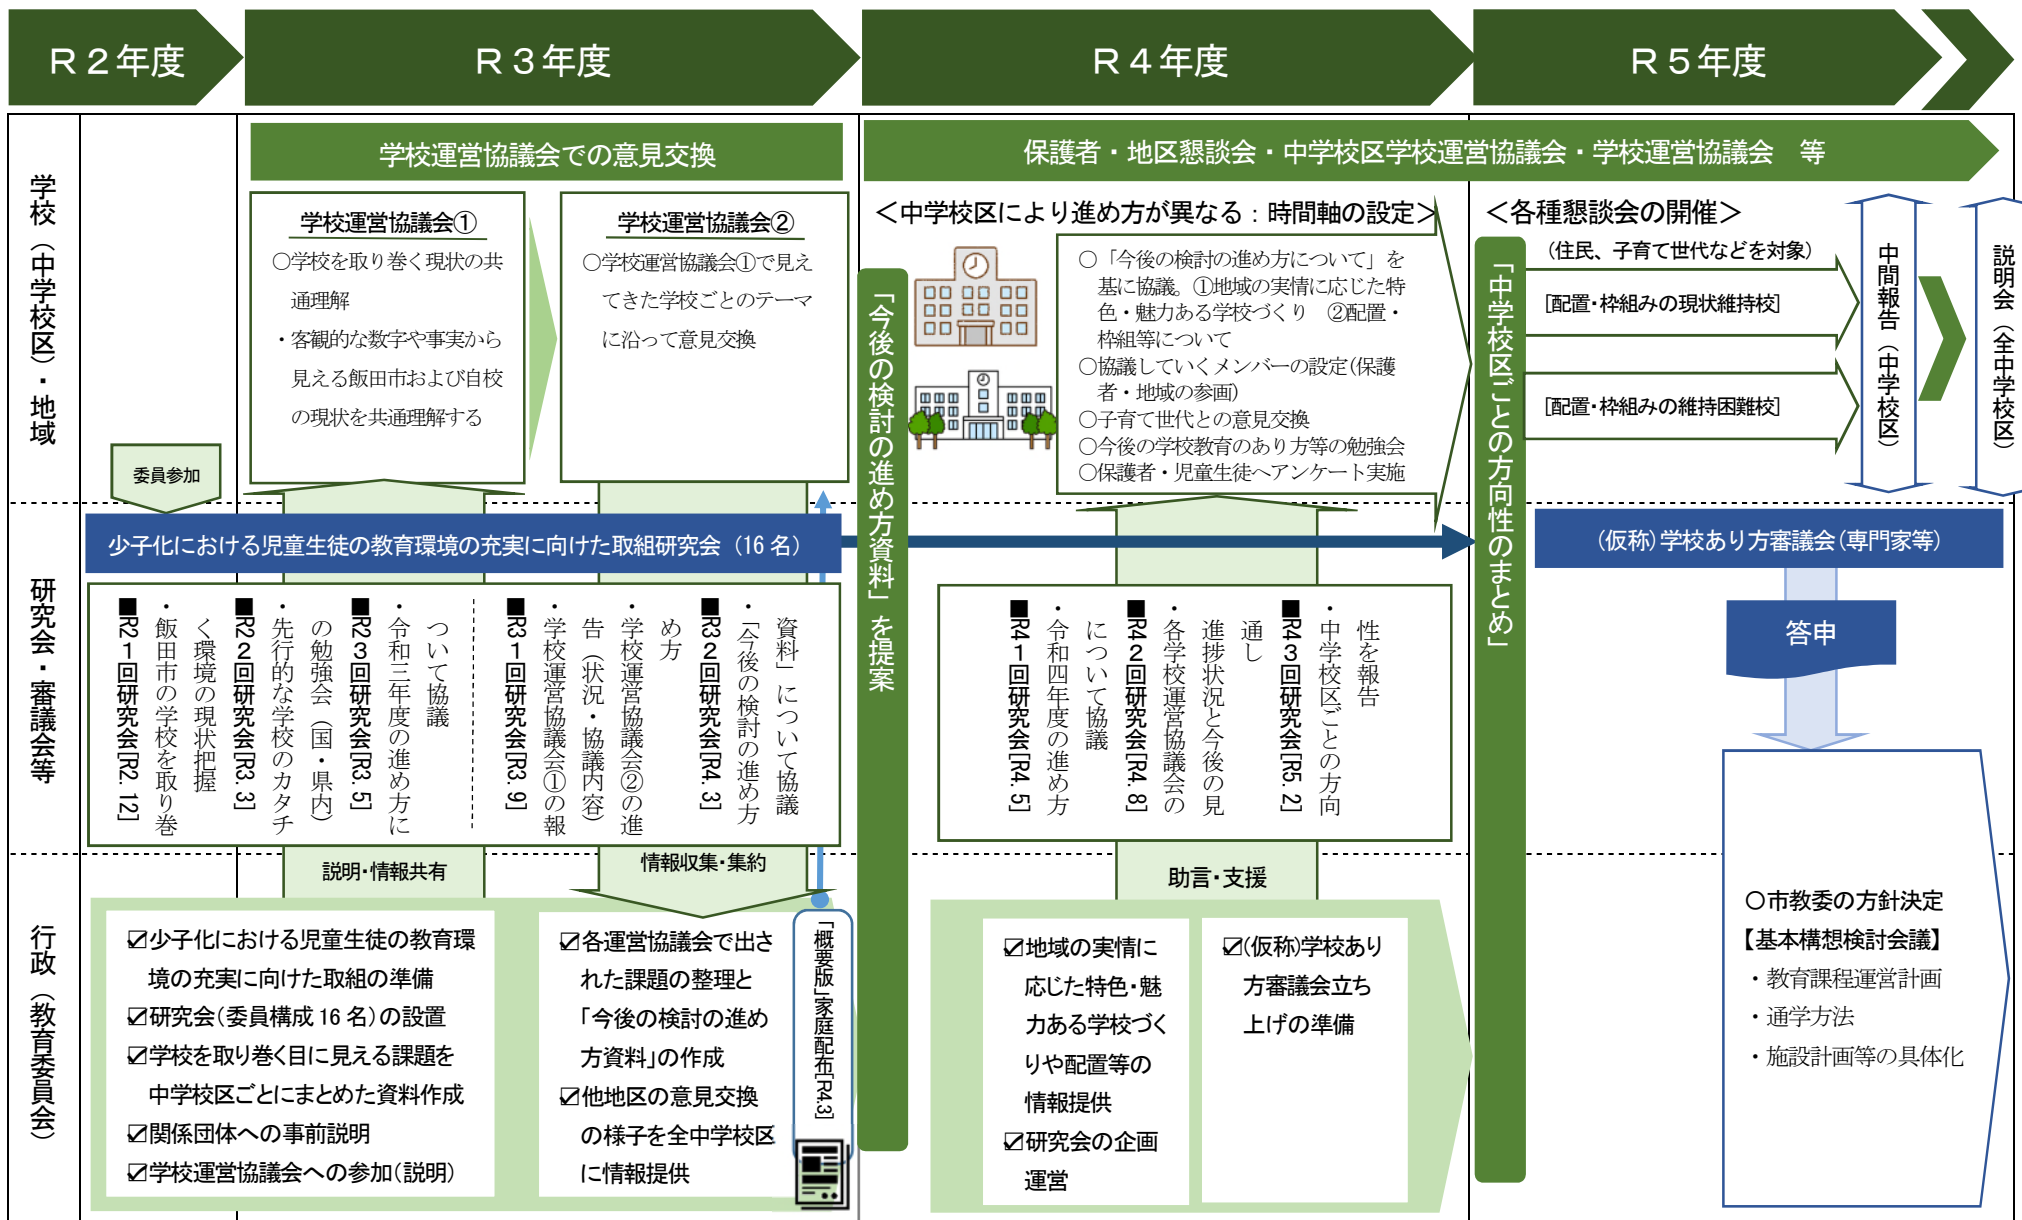 R２年度
R３年度
R４年度
R５年度
学校（中学校区）・地域
学校運営協議会での意見交換
学校運営協議会①
○学校を取り巻く現状の共
通理解
・客観的な数字や事実から
見える飯田市および自校
の現状を共通理解する
学校運営協議会②
○学校運営協議会①で見え
てきた学校ごとのテーマ
に沿って意見交換
委員参加
保護者・地区懇談会・中学校区学校運営協議会・学校運営協議会　等
＜中学校区により進め方が異なる：時間軸の設定＞
○「今後の検討の進め方について」を
基に協議。①地域の実情に応じた特
色・魅力ある学校づくり　②配置・
枠組等について
○協議していくメンバーの設定(保護
者・地域の参画)
○子育て世代との意見交換
○今後の学校教育のあり方等の勉強会
○保護者・児童生徒へアンケート実施
「今後の検討の進め方資料」を提案
「中学校区ごとの方向性のまとめ」
＜各種懇談会の開催＞
（住民、子育て世代などを対象）
[配置・枠組みの現状維持校]
[配置・枠組みの維持困難校]
中間報告（中学校区）
説明会（全中学校区）
研究会・審議会等
少子化における児童生徒の教育環境の充実に向けた取組研究会（16名）
■R2１回研究会[R2.12]
・飯田市の学校を取り巻
く環境の現状把握
■R2２回研究会[R3.3]
・先行的な学校のカタチ
の勉強会（国・県内）
■R2３回研究会[R3.5]
・令和三年度の進め方に
ついて協議
■R3１回研究会[R3.9]
・学校運営協議会①の報
告（状況・協議内容）
・学校運営協議会②の進
め方
■R3２回研究会[R4.3]
・「今後の検討の進め方
資料」について協議
■R4１回研究会[R4.5]
・令和四年度の進め方
について協議
■R4２回研究会[R4.8]
・各学校運営協議会の
進捗状況と今後の見
通し
■R4３回研究会[R5.2]
・中学校区ごとの方向
性を報告
(仮称)学校あり方審議会(専門家等)
答申
行政（教育委員会）
説明・情報共有
情報収集・集約
助言・支援
☑少子化における児童生徒の教育環
境の充実に向けた取組の準備
☑研究会(委員構成16名)の設置
☑学校を取り巻く目に見える課題を
中学校区ごとにまとめた資料作成
☑関係団体への事前説明
☑学校運営協議会への参加(説明)
☑各運営協議会で出さ
れた課題の整理と
「今後の検討の進め
方資料」の作成
☑他地区の意見交換
の様子を全中学校区
に情報提供
「概要版」家庭配布[R4.3]
☑地域の実情に
応じた特色・魅
力ある学校づく
りや配置等の
情報提供
☑研究会の企画
運営
☑(仮称)学校あり
方審議会立ち
上げの準備
○市教委の方針決定
【基本構想検討会議】
・教育課程運営計画
・通学方法
・施設計画等の具体化